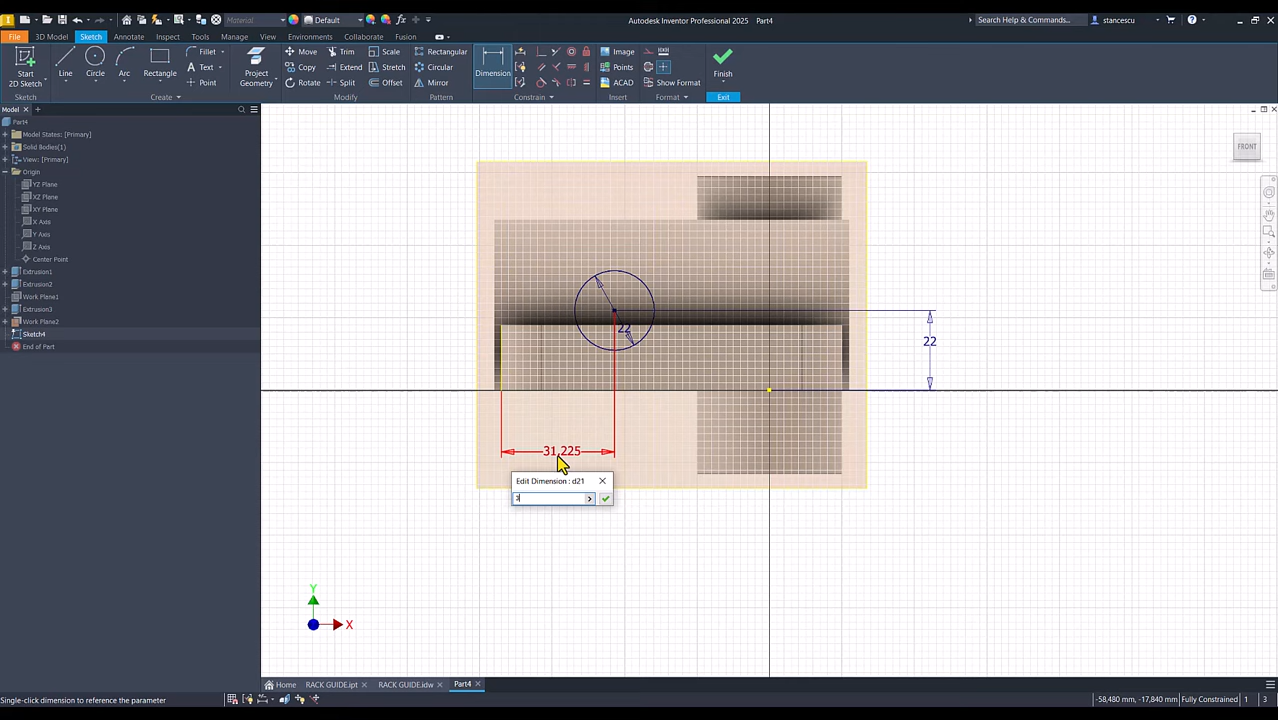 Material
Default
Autodesk Inventor Professional 2025 Part4
Search Help & Commands...
stancescu
File 3D Model Sketch Annotate Inspect Tools Manage View Environments Collaborate Fusion
Start 2D Sketch
Line Circle Arc Rectangle
Fillet
Text
Point
Project Geometry
Move Trim Scale
Copy Extend Stretch
Rotate Split Offset
Rectangular
Circular
Mirror
Dimension
Image
Points
ACAD
Show Format
Finish
Sketch Create Modify Pattern Constrain Insert Format Exit
Model
Part4
Model States: [Primary]
Solid Bodies(1)
View: [Primary]
Origin
YZ Plane
XZ Plane
XY Plane
X Axis
Y Axis
Z Axis
Center Point
Extrusion1
Extrusion2
Work Plane1
Extrusion3
Work Plane2
Sketch4
End of Part
FRONT
22
22
31,225
Edit Dimension : d21
3
Y
X
Home RACK GUIDE.ipt RACK GUIDE.idw Part4
Single-click dimension to reference the parameter
-58,480 mm, -17,840 mm Fully Constrained 1 3